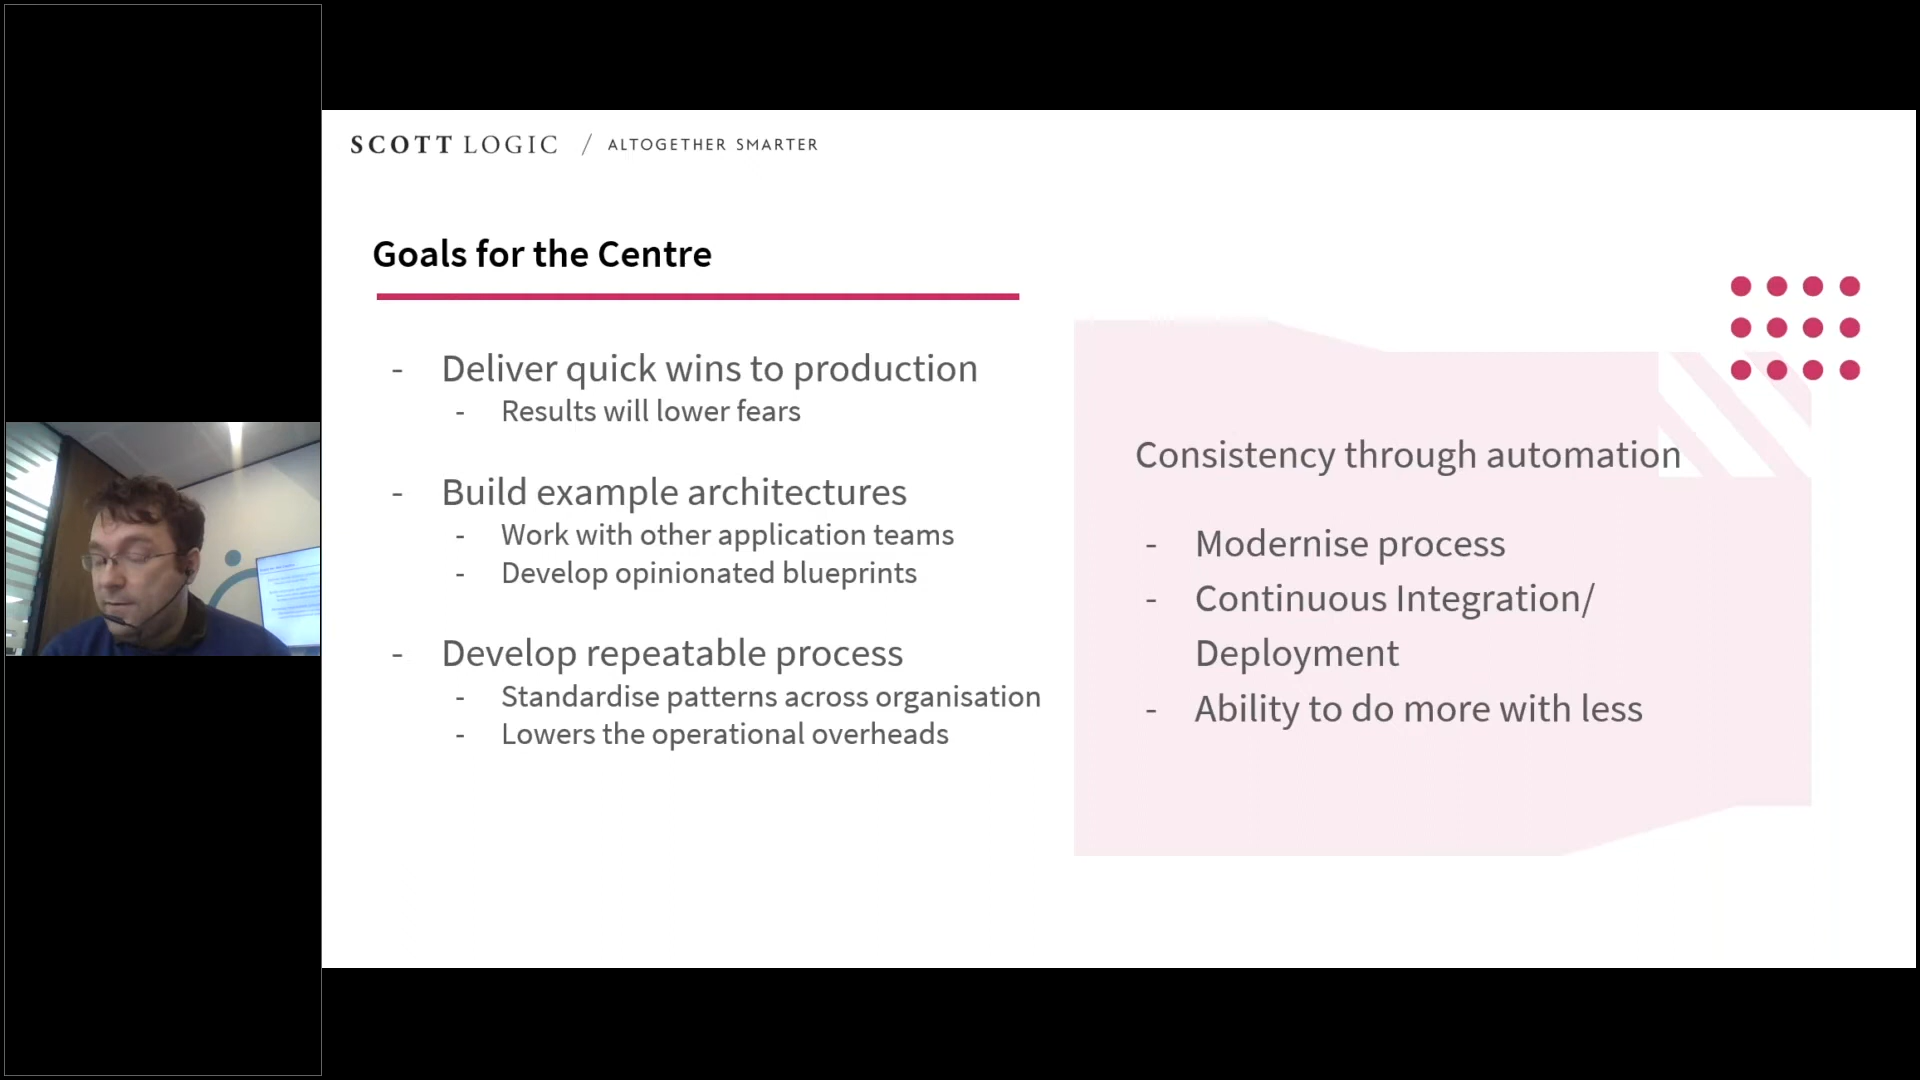 SCOTT LOGIC / ALTOGETHER SMARTER
Goals for the Centre
- Deliver quick wins to production
- Results will lower fears
- Build example architectures
- Work with other application teams
- Develop opinionated blueprints
- Develop repeatable process
- Standardise patterns across organisation
- Lowers the operational overheads
Consistency through automation
- Modernise process
- Continuous Integration/
Deployment
- Ability to do more with less